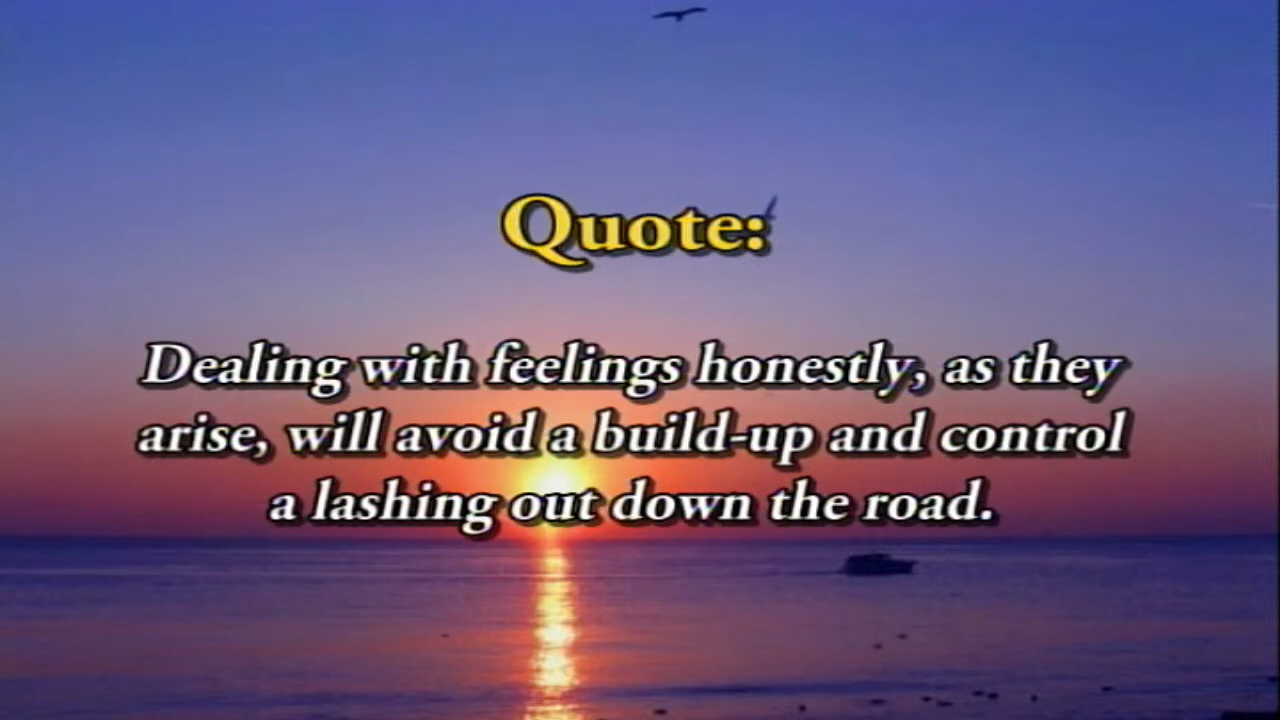 Quote:
Dealing with feelings honestly, as they
arise, will avoid a build-up and control
a lashing out down the road.